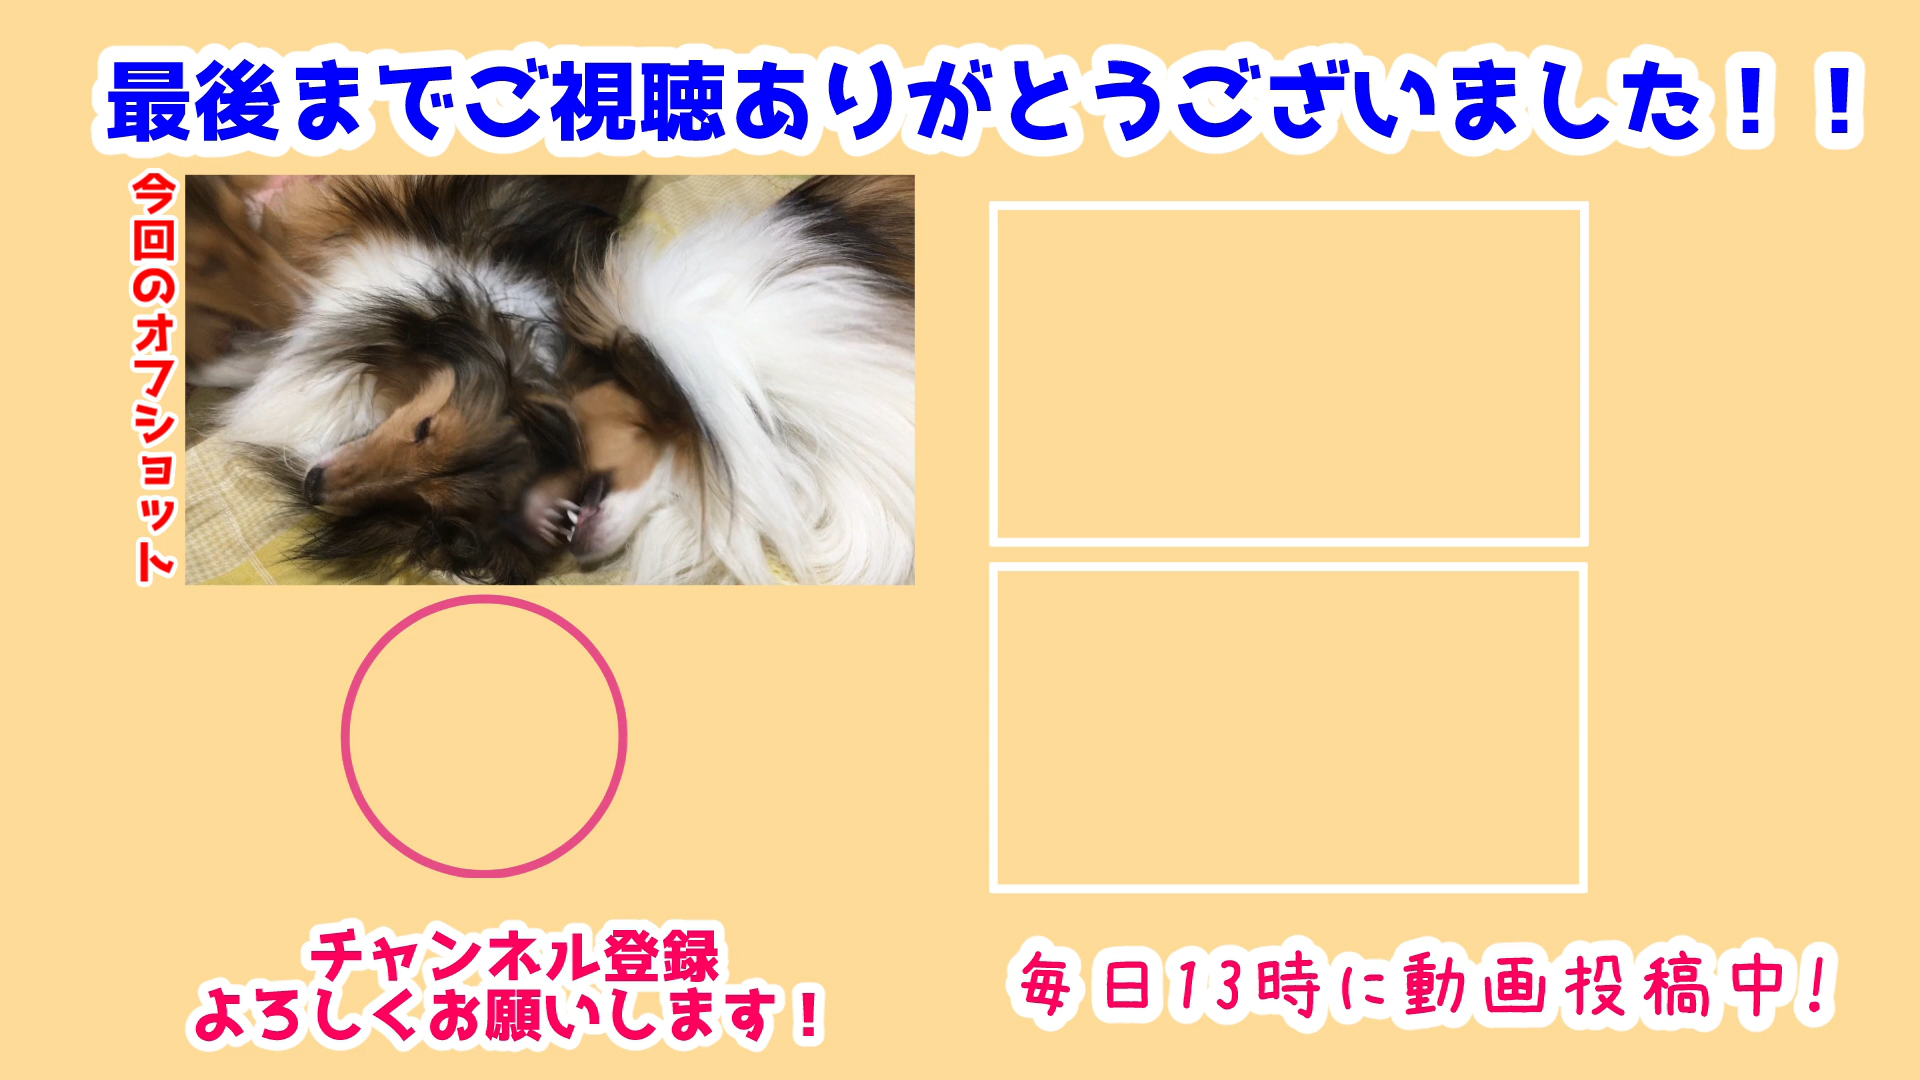 最後までご視聴ありがとうございました！！
今回のオフショット
チャンネル登録
よろしくお願いします！
毎日13時に動画投稿中！